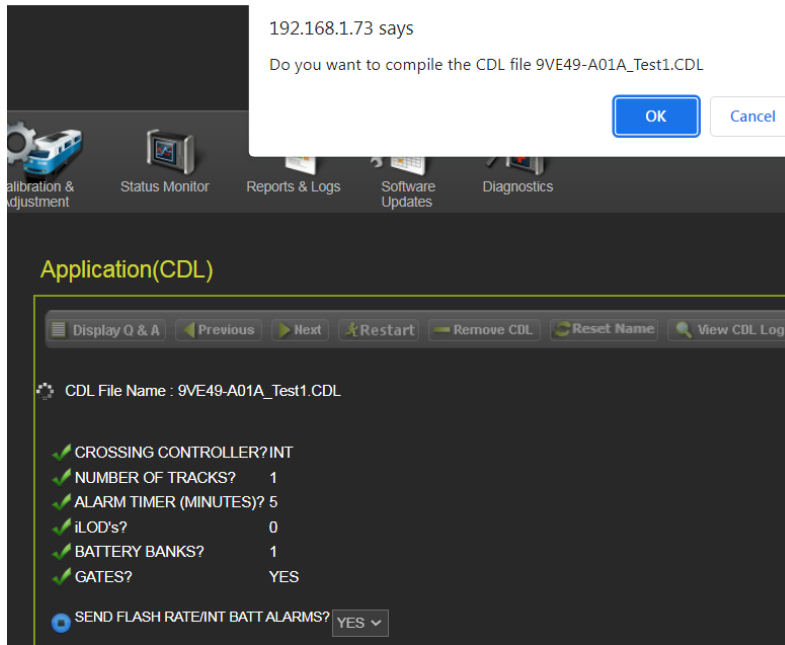 192.168.1.73 says
Do you want to compile the CDL file 9VE49-A01A_Test1.CDL
OK
Cancel
alibration &
Adjustment
Status Monitor
Reports & Logs
Software
Updates
Diagnostics
Application(CDL)
Display Q & A
Previous
Next
Restart
Remove CDL
Reset Name
View CDL Log
CDL File Name : 9VE49-A01A_Test1.CDL
CROSSING CONTROLLER? INT
NUMBER OF TRACKS? 1
ALARM TIMER (MINUTES)? 5
iLOD's? 0
BATTERY BANKS? 1
GATES? YES
SEND FLASH RATE/INT BATT ALARMS? YES